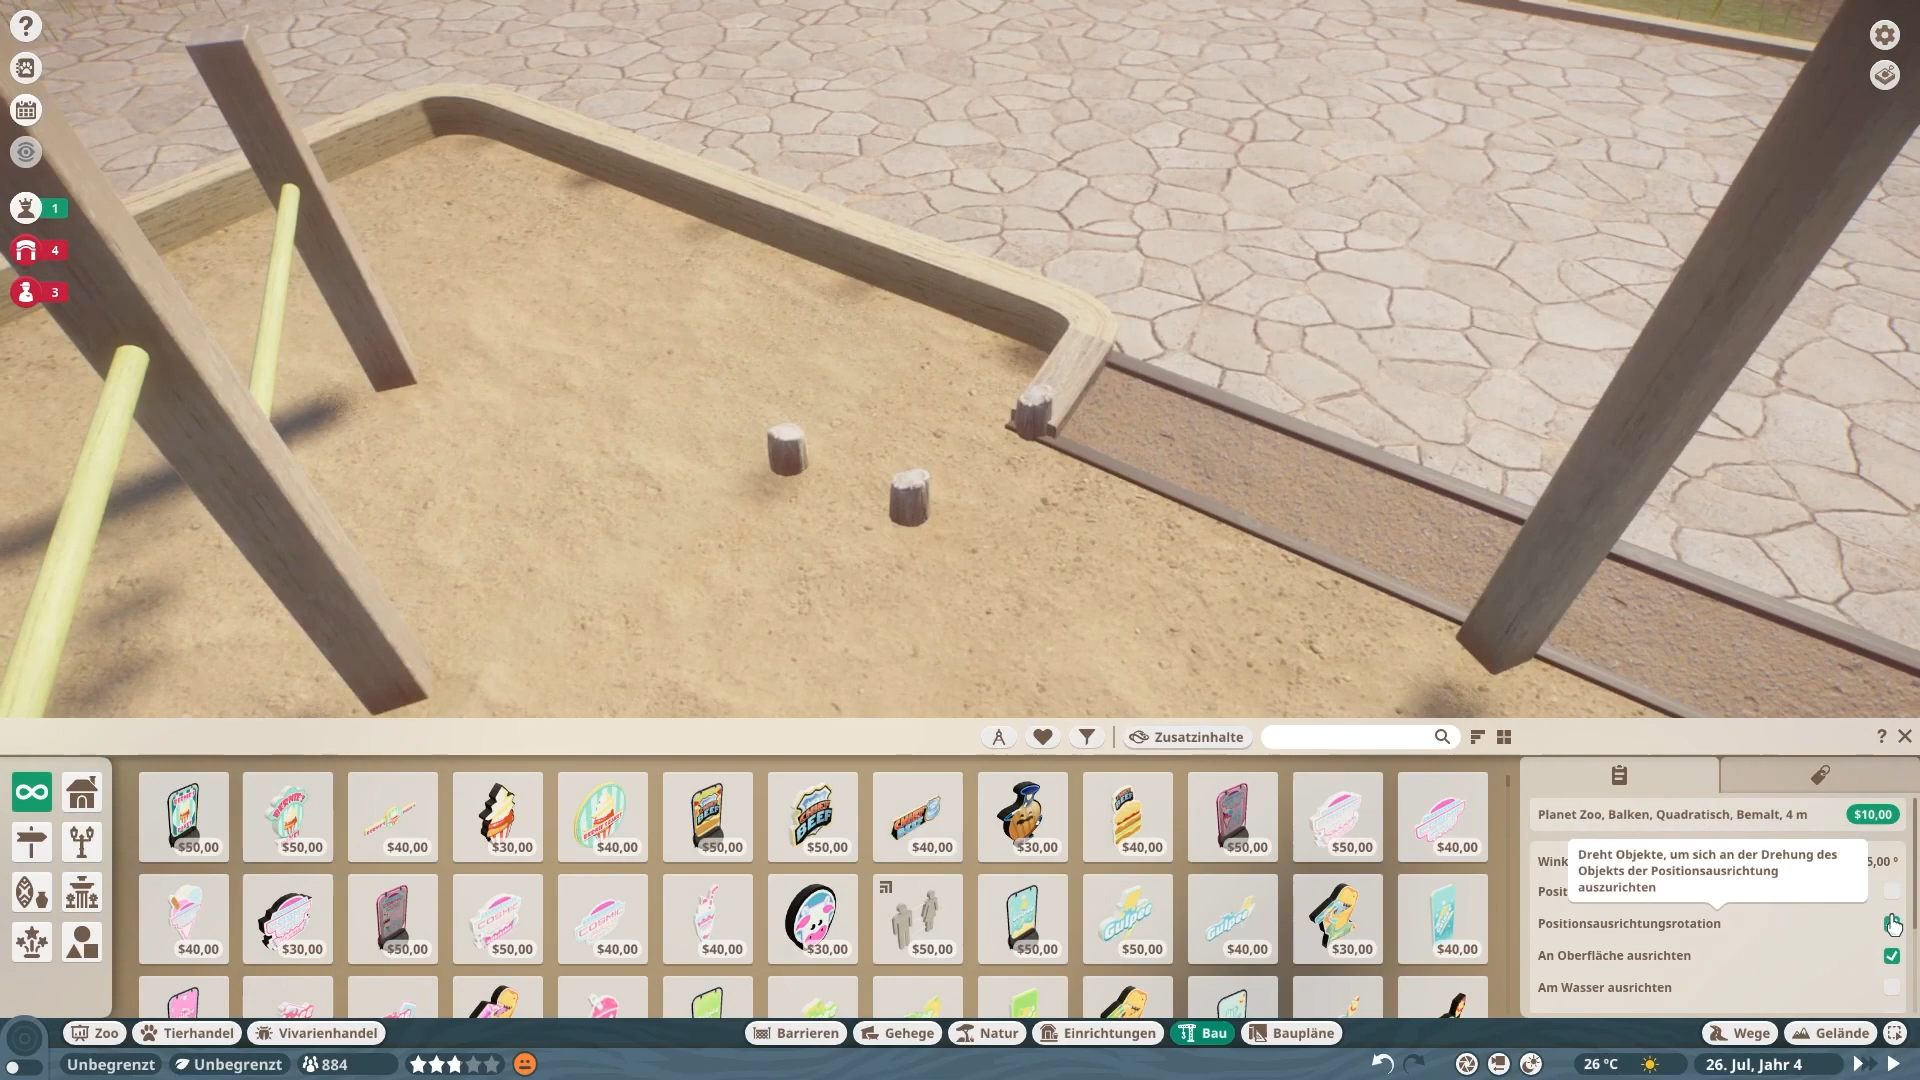 ?
1
4
3
Zusatzinhalte
?
$50,00 $50,00 $40,00 $30,00 $40,00 $50,00 $50,00 $40,00 $30,00 $40,00 $50,00 $50,00 $40,00
$40,00 $30,00 $50,00 $50,00 $40,00 $40,00 $30,00 $50,00 $50,00 $50,00 $40,00 $30,00 $40,00
Planet Zoo, Balken, Quadratisch, Bemalt, 4 m $10,00
Wink 5,00 °
Dreht Objekte, um sich an der Drehung des
Objekts der Positionsausrichtung
auszurichten
Posit
Positionsausrichtungsrotation
An Oberfläche ausrichten
Am Wasser ausrichten
Zoo Tierhandel Vivarienhandel Barrieren Gehege Natur Einrichtungen Bau Baupläne Wege Gelände
Unbegrenzt Unbegrenzt 884 26 °C 26. Jul, Jahr 4